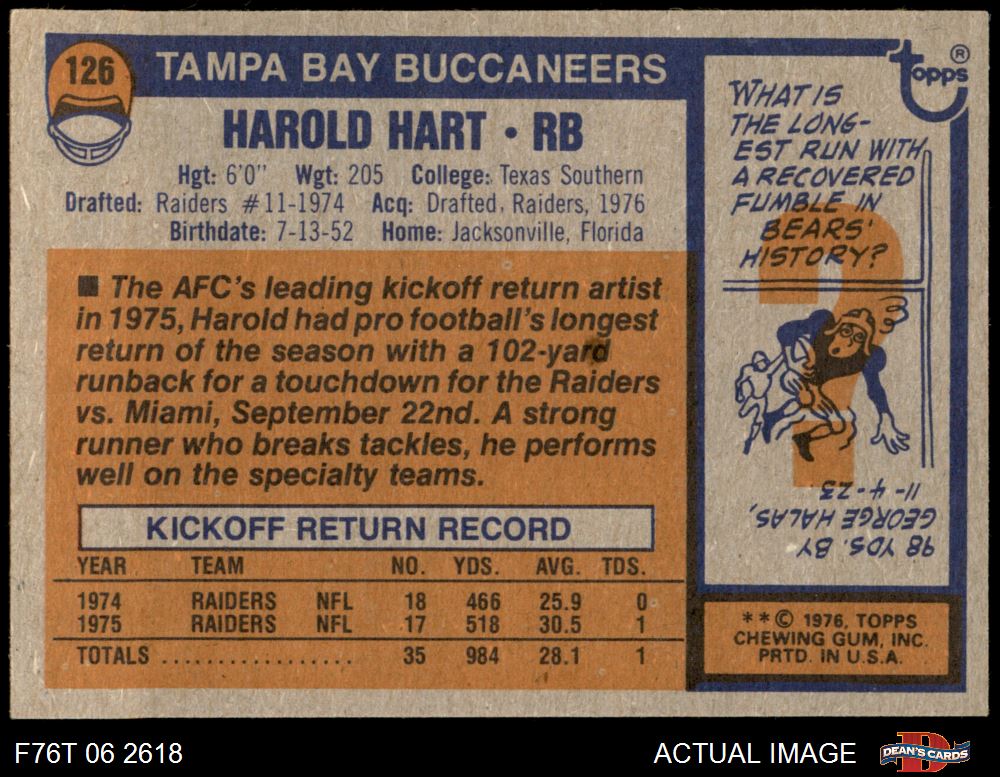 126
TAMPA BAY BUCCANEERS
HAROLD HART • RB
Hgt: 6'0" Wgt: 205 College: Texas Southern
Drafted: Raiders #11-1974 Acq: Drafted, Raiders, 1976
Birthdate: 7-13-52 Home: Jacksonville, Florida
■ The AFC's leading kickoff return artist
in 1975, Harold had pro football's longest
return of the season with a 102-yard
runback for a touchdown for the Raiders
vs. Miami, September 22nd. A strong
runner who breaks tackles, he performs
well on the specialty teams.
KICKOFF RETURN RECORD
YEAR TEAM NO. YDS. AVG. TDS.
1974 RAIDERS NFL 18 466 25.9 0
1975 RAIDERS NFL 17 518 30.5 1
TOTALS .................. 35 984 28.1 1
Topps ®
WHAT IS
THE LONG-
EST RUN WITH
A RECOVERED
FUMBLE IN
BEARS'
HISTORY?
?
98 YDS. BY
GEORGE HALAS,
11-4-23
**© 1976, TOPPS
CHEWING GUM, INC.
PRTD. IN U.S.A.
F76T 06 2618
ACTUAL IMAGE
DEAN'S CARDS